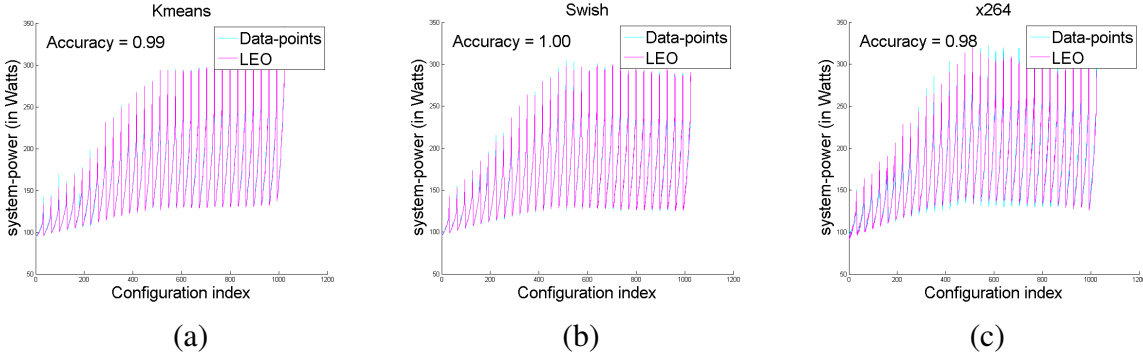 Kmeans
Accuracy = 0.99
Data-points
LEO
system-power (in Watts)
350
300
250
200
150
100
50
0 200 400 600 800 1000 1200
Configuration index
(a)
Swish
Accuracy = 1.00
Data-points
LEO
system-power (in Watts)
350
300
250
200
150
100
50
0 200 400 600 800 1000 1200
Configuration index
(b)
x264
Accuracy = 0.98
Data-points
LEO
system-power (in Watts)
350
300
250
200
150
100
50
0 200 400 600 800 1000 1200
Configuration index
(c)